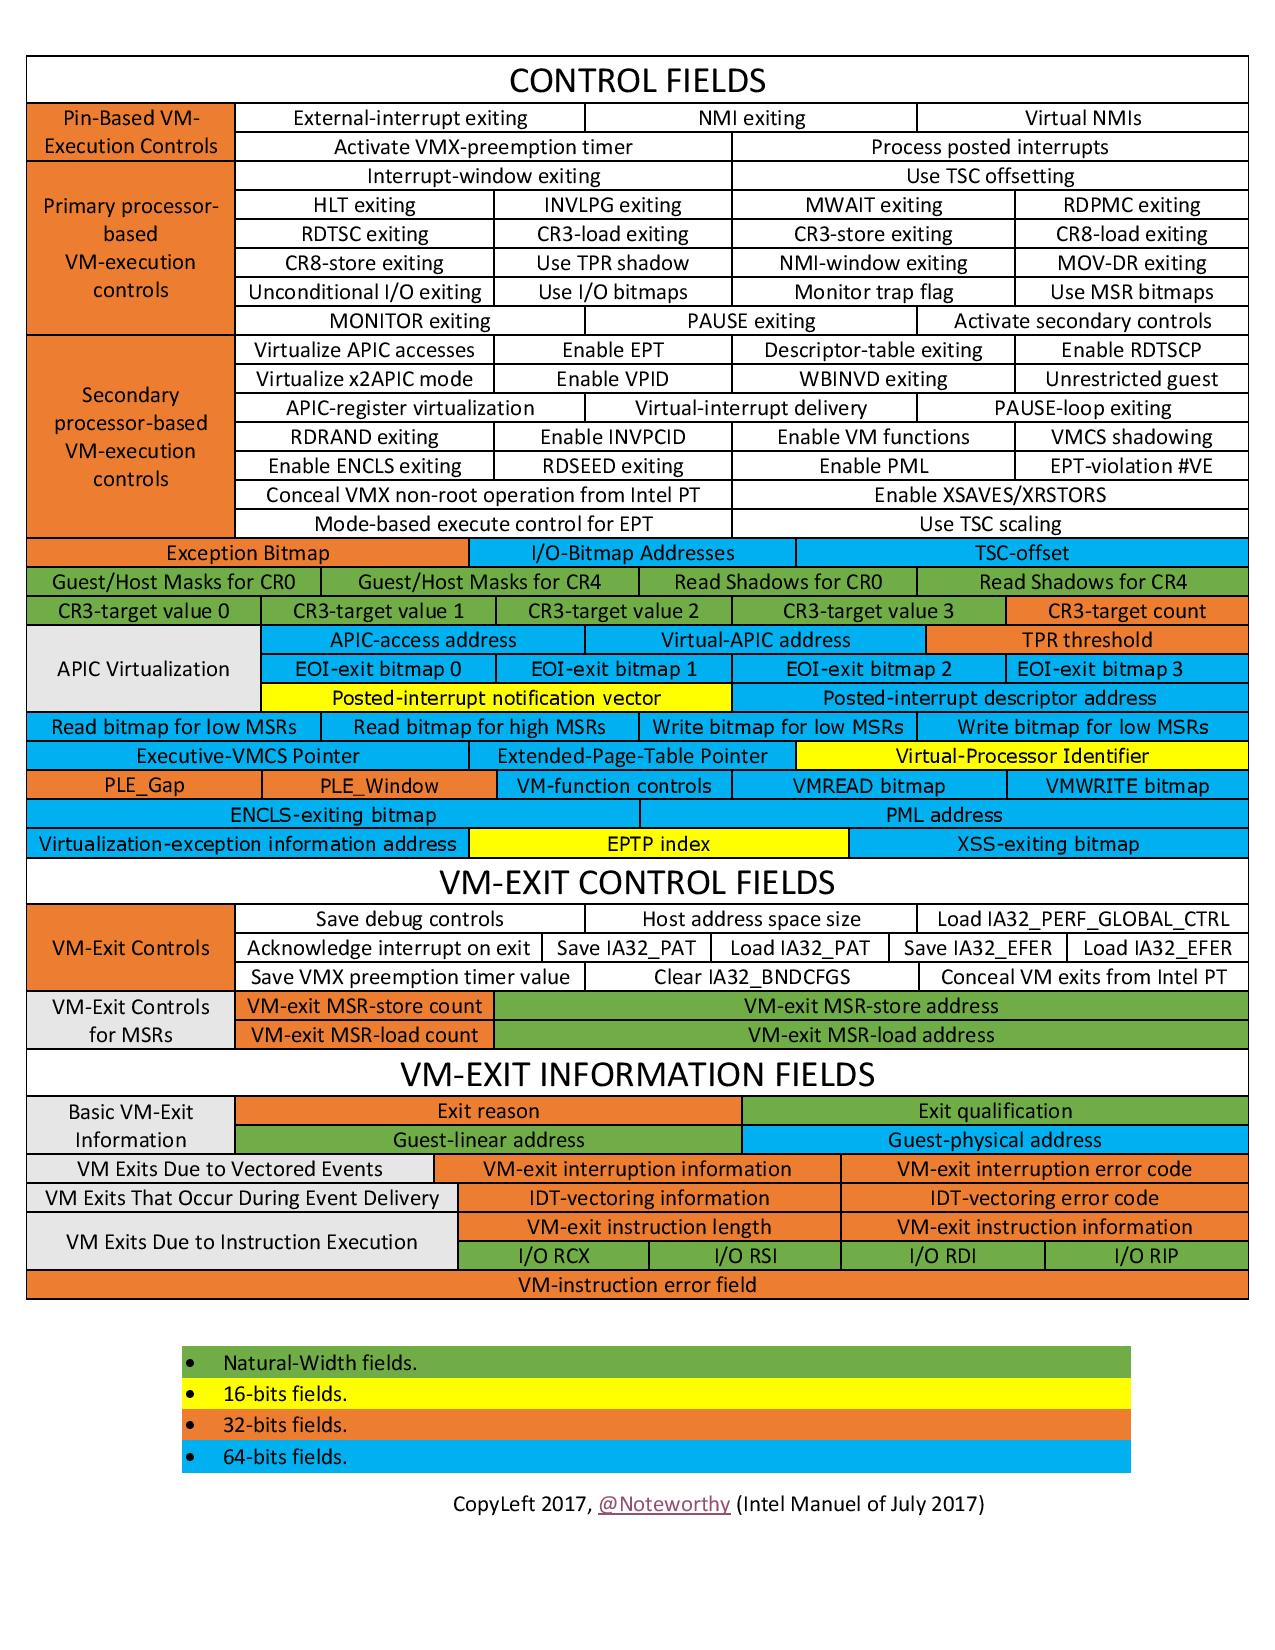 CONTROL FIELDS
Pin-Based VM-
Execution Controls
External-interrupt exiting NMI exiting Virtual NMIs
Activate VMX-preemption timer Process posted interrupts
Primary processor-
based
VM-execution
controls
Interrupt-window exiting Use TSC offsetting
HLT exiting INVLPG exiting MWAIT exiting RDPMC exiting
RDTSC exiting CR3-load exiting CR3-store exiting CR8-load exiting
CR8-store exiting Use TPR shadow NMI-window exiting MOV-DR exiting
Unconditional I/O exiting Use I/O bitmaps Monitor trap flag Use MSR bitmaps
MONITOR exiting PAUSE exiting Activate secondary controls
Secondary
processor-based
VM-execution
controls
Virtualize APIC accesses Enable EPT Descriptor-table exiting Enable RDTSCP
Virtualize x2APIC mode Enable VPID WBINVD exiting Unrestricted guest
APIC-register virtualization Virtual-interrupt delivery PAUSE-loop exiting
RDRAND exiting Enable INVPCID Enable VM functions VMCS shadowing
Enable ENCLS exiting RDSEED exiting Enable PML EPT-violation #VE
Conceal VMX non-root operation from Intel PT Enable XSAVES/XRSTORS
Mode-based execute control for EPT Use TSC scaling
Exception Bitmap I/O-Bitmap Addresses TSC-offset
Guest/Host Masks for CR0 Guest/Host Masks for CR4 Read Shadows for CR0 Read Shadows for CR4
CR3-target value 0 CR3-target value 1 CR3-target value 2 CR3-target value 3 CR3-target count
APIC Virtualization
APIC-access address Virtual-APIC address TPR threshold
EOI-exit bitmap 0 EOI-exit bitmap 1 EOI-exit bitmap 2 EOI-exit bitmap 3
Posted-interrupt notification vector Posted-interrupt descriptor address
Read bitmap for low MSRs Read bitmap for high MSRs Write bitmap for low MSRs Write bitmap for low MSRs
Executive-VMCS Pointer Extended-Page-Table Pointer Virtual-Processor Identifier
PLE_Gap PLE_Window VM-function controls VMREAD bitmap VMWRITE bitmap
ENCLS-exiting bitmap PML address
Virtualization-exception information address EPTP index XSS-exiting bitmap
VM-EXIT CONTROL FIELDS
VM-Exit Controls
Save debug controls Host address space size Load IA32_PERF_GLOBAL_CTRL
Acknowledge interrupt on exit Save IA32_PAT Load IA32_PAT Save IA32_EFER Load IA32_EFER
Save VMX preemption timer value Clear IA32_BNDCFGS Conceal VM exits from Intel PT
VM-Exit Controls
for MSRs
VM-exit MSR-store count VM-exit MSR-store address
VM-exit MSR-load count VM-exit MSR-load address
VM-EXIT INFORMATION FIELDS
Basic VM-Exit
Information
Exit reason Exit qualification
Guest-linear address Guest-physical address
VM Exits Due to Vectored Events VM-exit interruption information VM-exit interruption error code
VM Exits That Occur During Event Delivery IDT-vectoring information IDT-vectoring error code
VM Exits Due to Instruction Execution
VM-exit instruction length VM-exit instruction information
I/O RCX I/O RSI I/O RDI I/O RIP
VM-instruction error field
• Natural-Width fields.
• 16-bits fields.
• 32-bits fields.
• 64-bits fields.
CopyLeft 2017, @Noteworthy (Intel Manuel of July 2017)